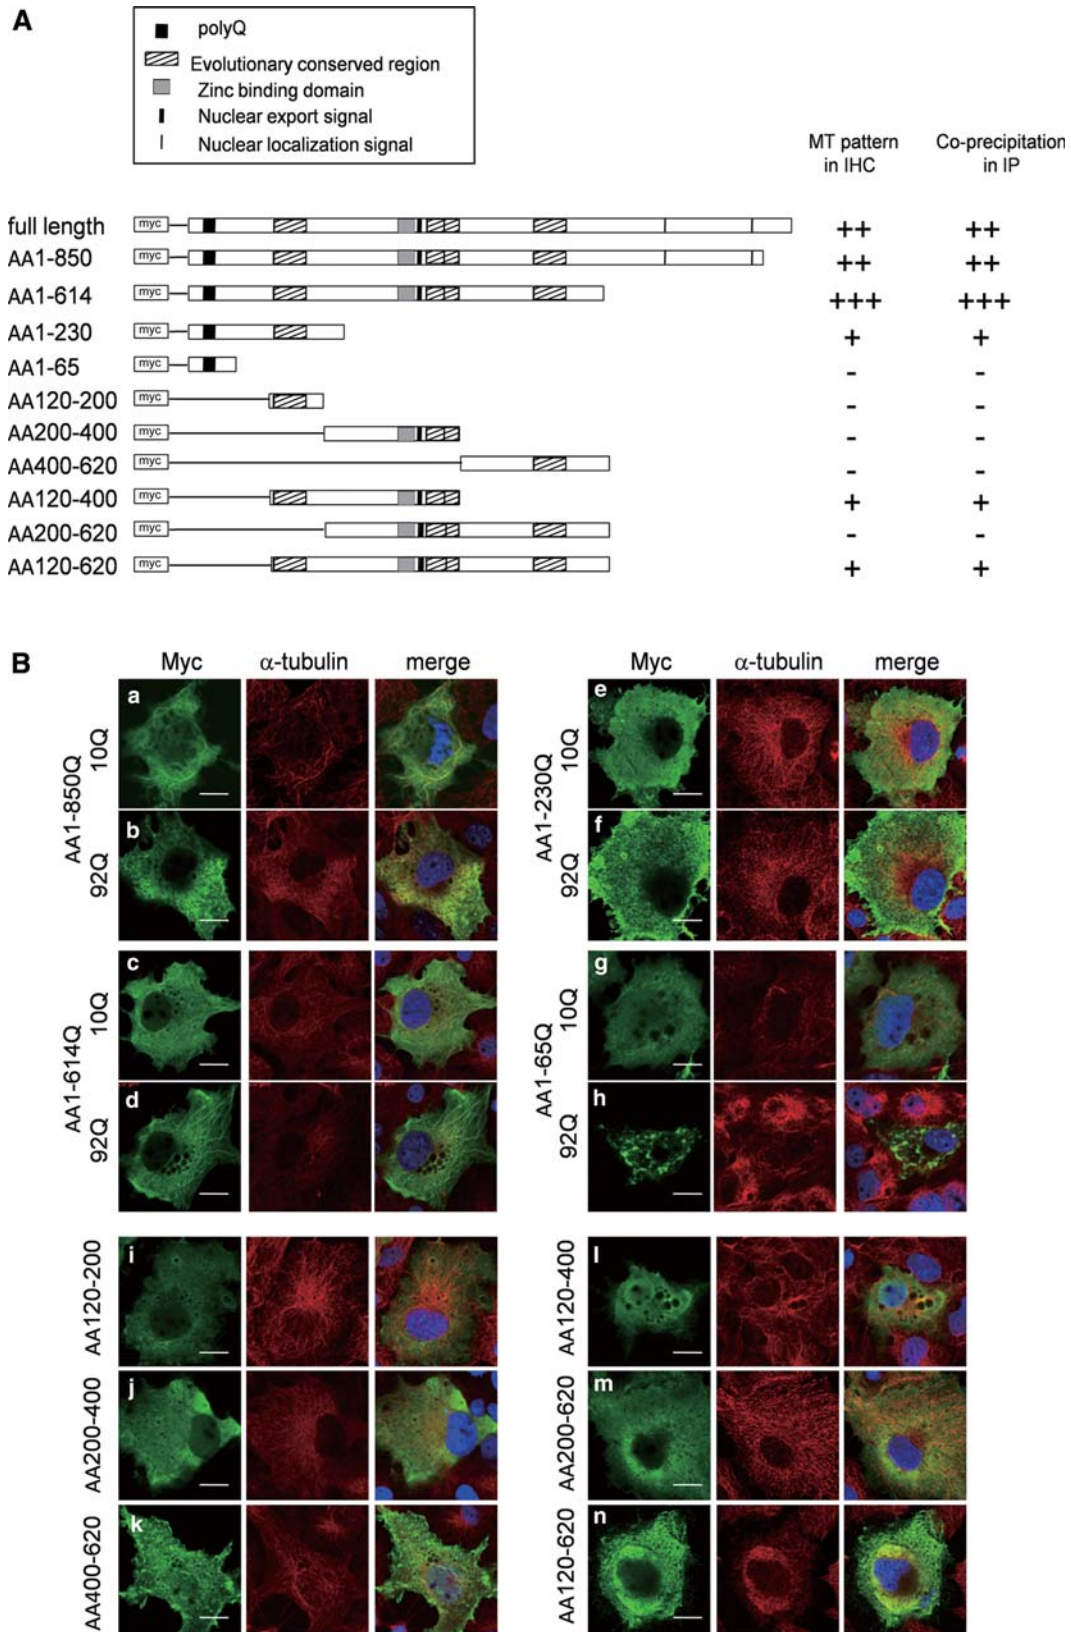 A
polyQ
Evolutionary conserved region
Zinc binding domain
Nuclear export signal
Nuclear localization signal
MT pattern in IHC
Co-precipitation in IP
full length myc ++ ++
AA1-850 myc ++ ++
AA1-614 myc +++ +++
AA1-230 myc + +
AA1-65 myc - -
AA120-200 myc - -
AA200-400 myc - -
AA400-620 myc - -
AA120-400 myc + +
AA200-620 myc - -
AA120-620 myc + +
B
Myc α-tubulin merge
AA1-850Q
10Q a
92Q b
AA1-614Q
10Q c
92Q d
Myc α-tubulin merge
AA1-230Q
10Q e
92Q f
AA1-65Q
10Q g
92Q h
AA120-200 i
AA200-400 j
AA400-620 k
AA120-400 l
AA200-620 m
AA120-620 n